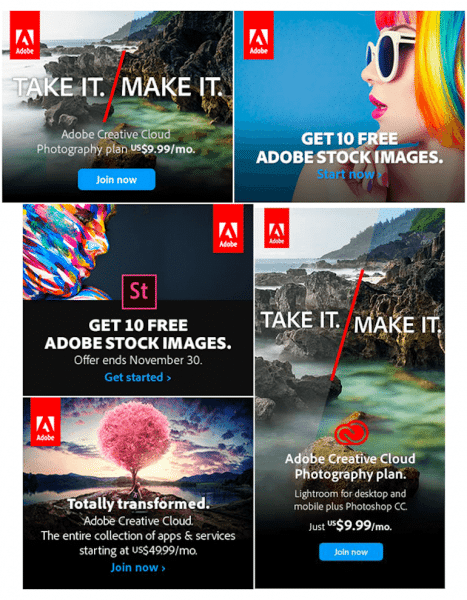 Adobe
TAKE IT. / MAKE IT.
Adobe Creative Cloud
Photography plan US$9.99/mo.
Join now
Adobe
GET 10 FREE
ADOBE STOCK IMAGES.
Start now ›
Adobe
St
GET 10 FREE
ADOBE STOCK IMAGES.
Offer ends November 30.
Get started ›
Adobe
Totally transformed.
Adobe Creative Cloud.
The entire collection of apps & services
starting at US$49.99/mo.
Join now ›
Adobe
TAKE IT. / MAKE IT.
Adobe Creative Cloud
Photography plan.
Lightroom for desktop and
mobile plus Photoshop CC.
Just US$9.99/mo.
Join now